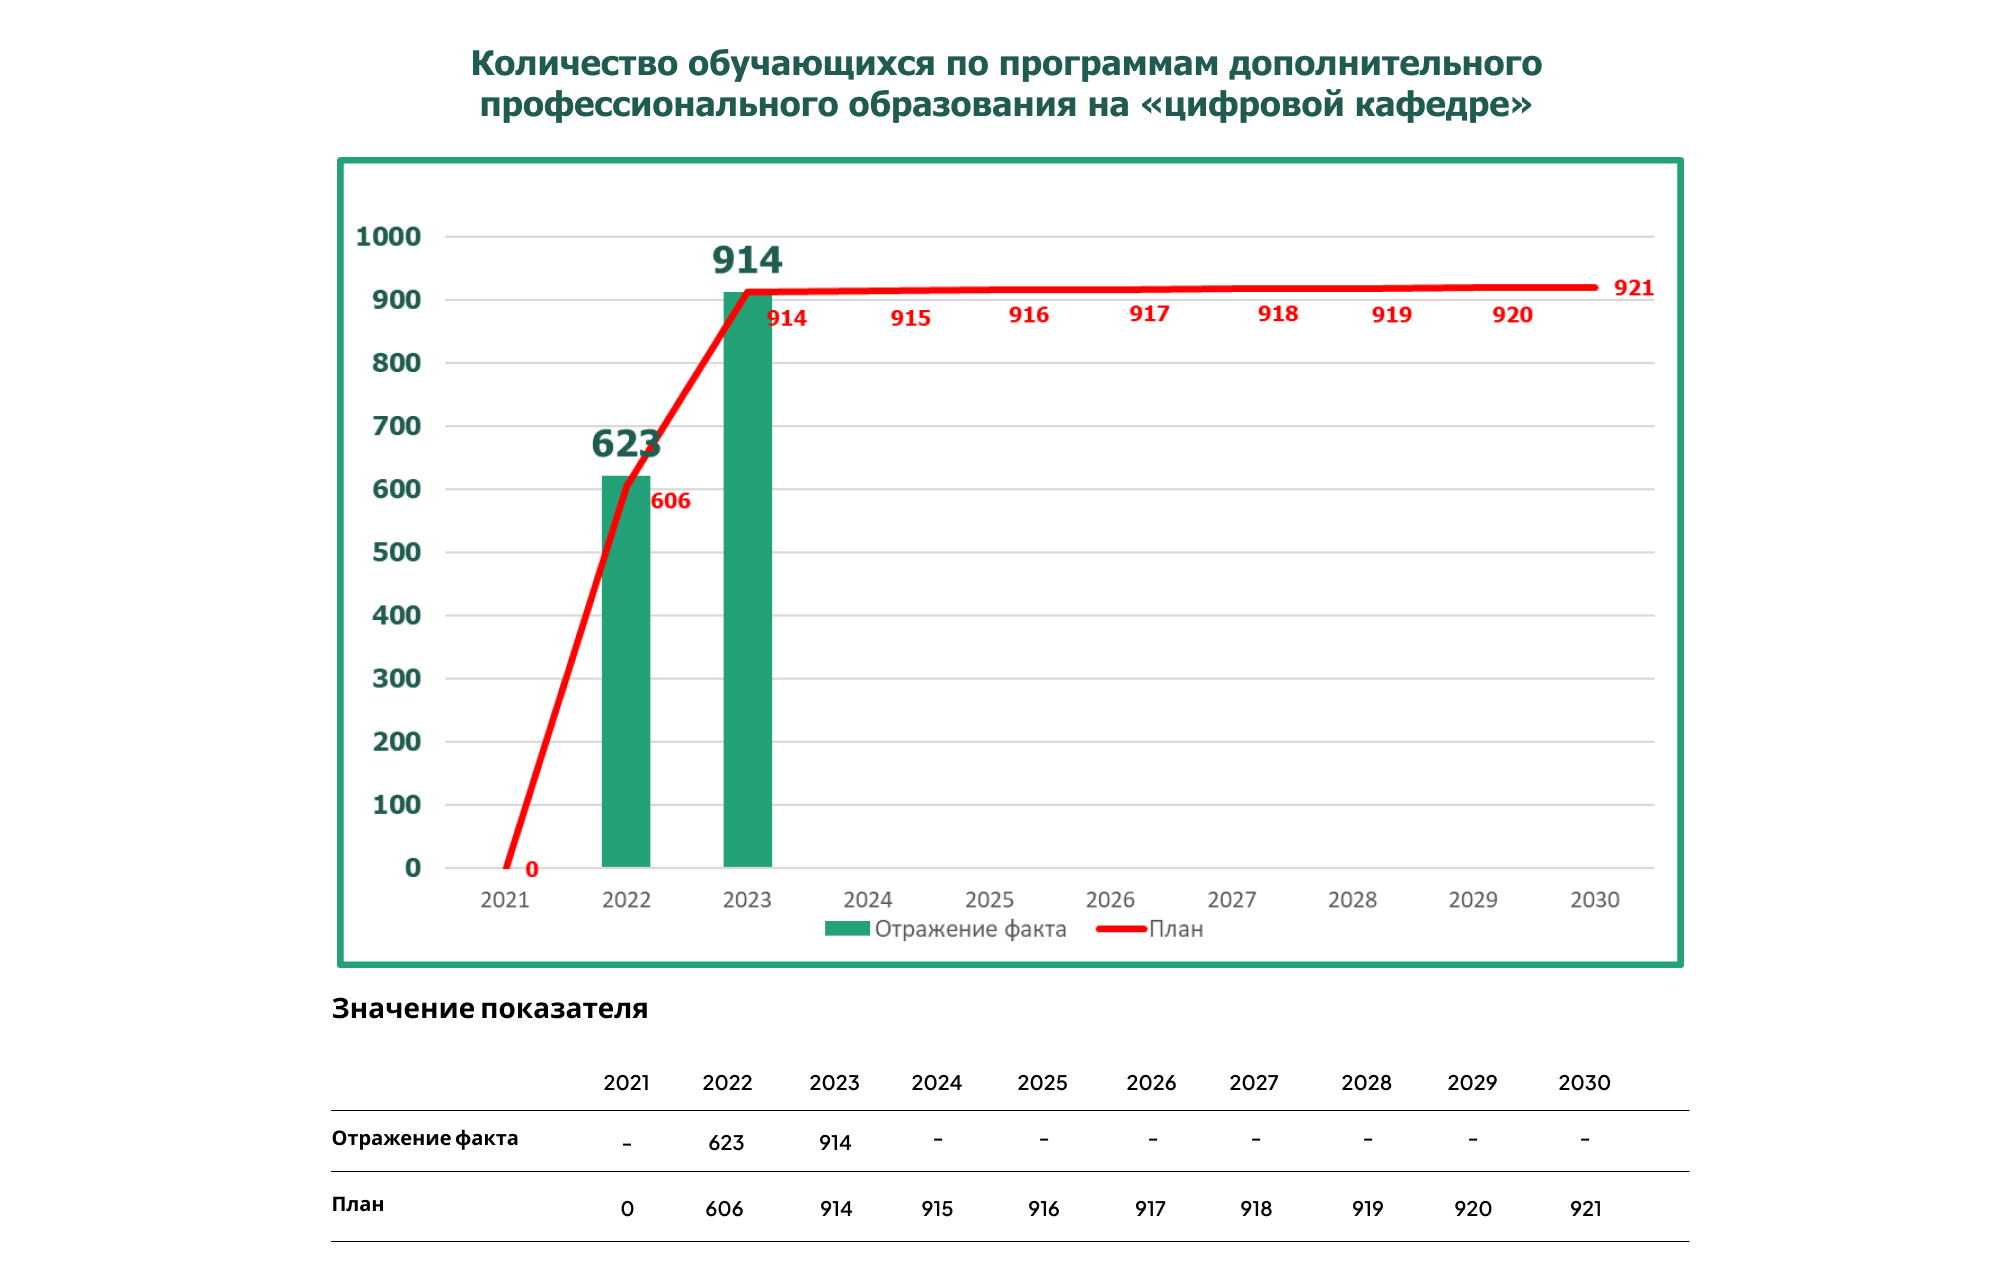 Количество обучающихся по программам дополнительного
профессионального образования на «цифровой кафедре»
1000
900
800
700
600
500
400
300
200
100
0
623
914
0
606
914
915
916
917
918
919
920
921
2021 2022 2023 2024 2025 2026 2027 2028 2029 2030
Отражение факта План
Значение показателя
2021 2022 2023 2024 2025 2026 2027 2028 2029 2030
Отражение факта - 623 914 - - - - - - -
План 0 606 914 915 916 917 918 919 920 921